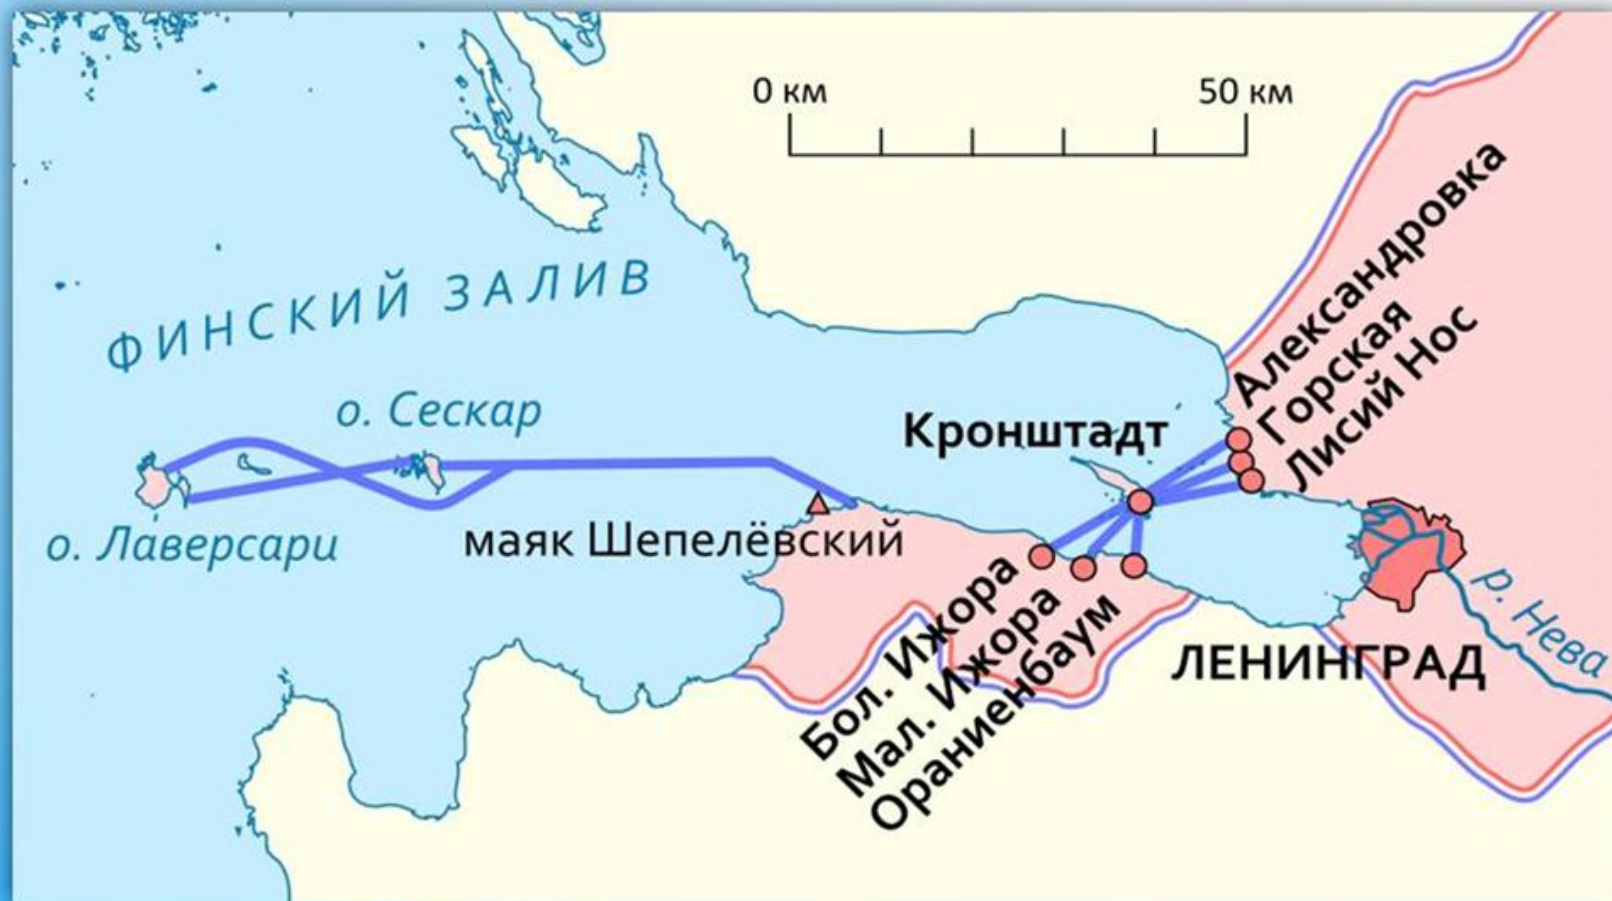 0 км
50 км
Александровка
Горская
Лисий Нос
ФИНСКИЙ ЗАЛИВ
о. Сескар
Кронштадт
о. Лаверсари
маяк Шепелёвский
Бол. Ижора
Мал. Ижора
Ораниенбаум
ЛЕНИНГРАД
р. Нева